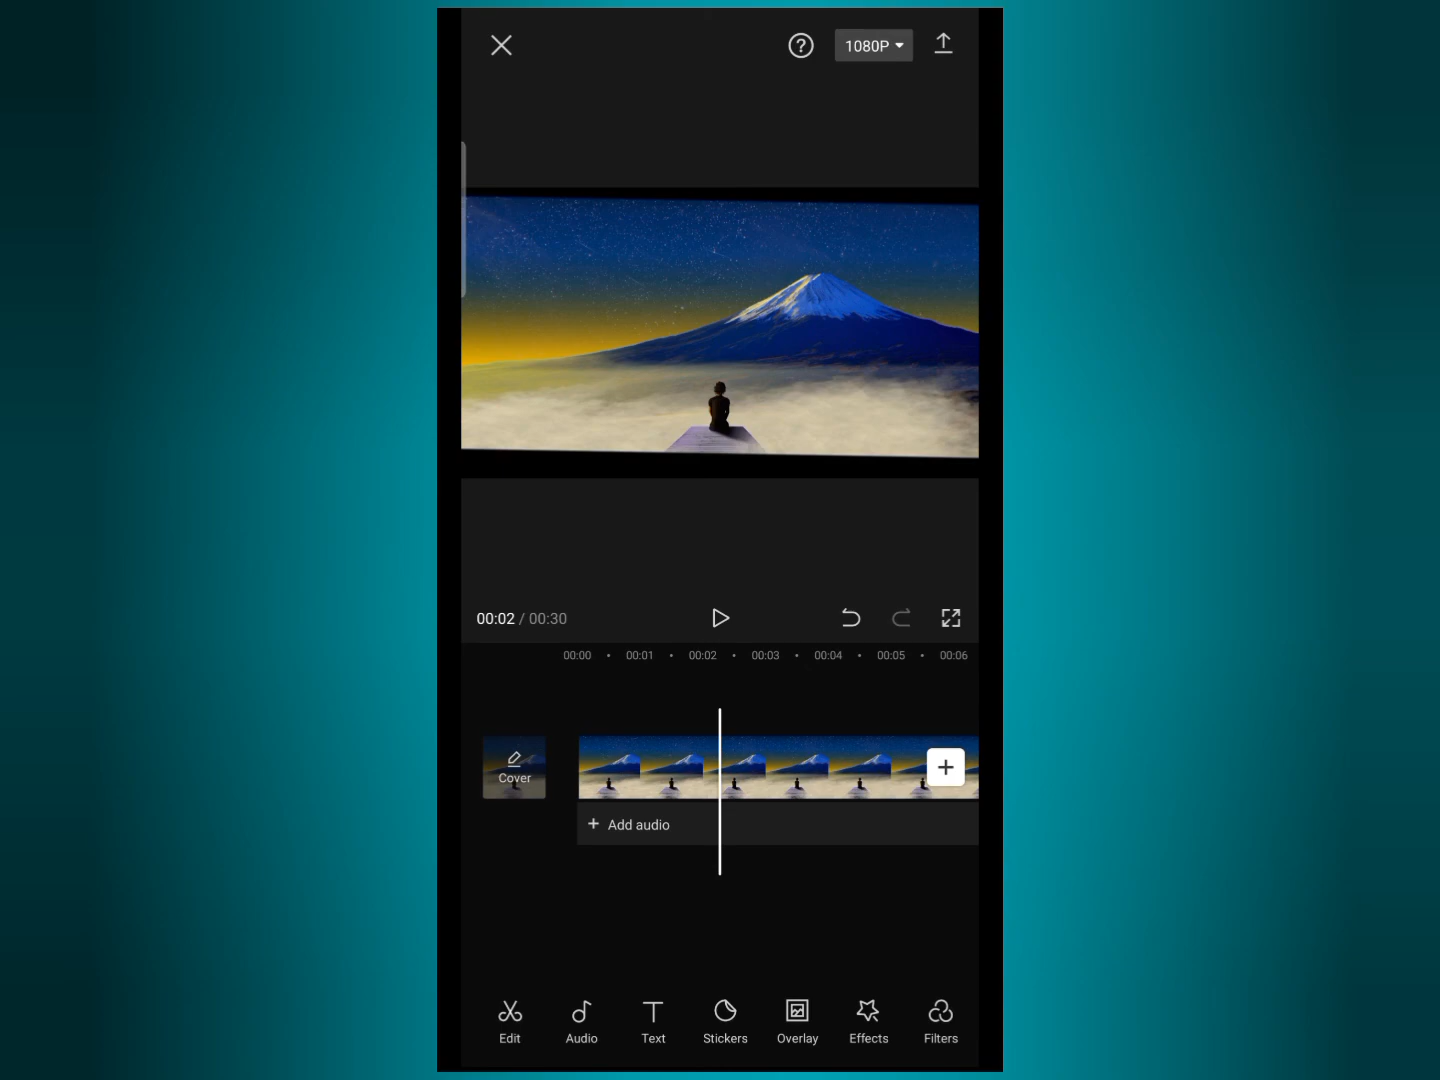 1080P
00:02 / 00:30
00:00 • 00:01 • 00:02 • 00:03 • 00:04 • 00:05 • 00:06
Cover
+ Add audio
Edit Audio Text Stickers Overlay Effects Filters